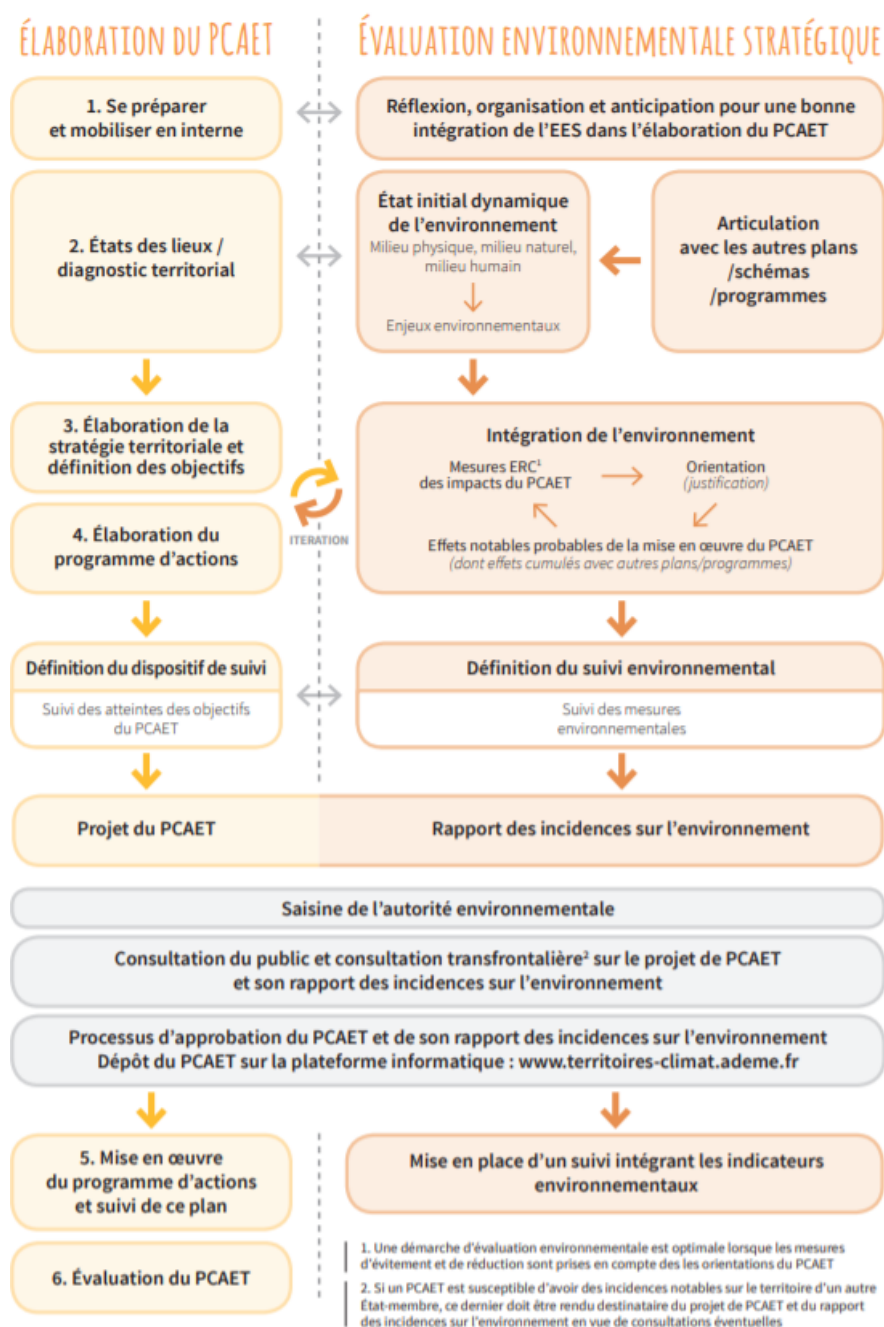 ÉLABORATION DU PCAET
ÉVALUATION ENVIRONNEMENTALE STRATÉGIQUE
1. Se préparer
et mobiliser en interne
Réflexion, organisation et anticipation pour une bonne
intégration de l'EES dans l'élaboration du PCAET
2. États des lieux /
diagnostic territorial
État initial dynamique
de l'environnement
Milieu physique, milieu naturel,
milieu humain
Enjeux environnementaux
Articulation
avec les autres plans
/schémas
/programmes
3. Élaboration de la
stratégie territoriale et
définition des objectifs
4. Élaboration du
programme d'actions
ITERATION
Intégration de l'environnement
Mesures ERC¹
des impacts du PCAET
Orientation
(justification)
Effets notables probables de la mise en œuvre du PCAET
(dont effets cumulés avec autres plans/programmes)
Définition du dispositif de suivi
Suivi des atteintes des objectifs
du PCAET
Définition du suivi environnemental
Suivi des mesures
environnementales
Projet du PCAET
Rapport des incidences sur l'environnement
Saisine de l'autorité environnementale
Consultation du public et consultation transfrontalière² sur le projet de PCAET
et son rapport des incidences sur l'environnement
Processus d'approbation du PCAET et de son rapport des incidences sur l'environnement
Dépôt du PCAET sur la plateforme informatique : www.territoires-climat.ademe.fr
5. Mise en œuvre
du programme d'actions
et suivi de ce plan
Mise en place d'un suivi intégrant les indicateurs
environnementaux
6. Évaluation du PCAET
1. Une démarche d'évaluation environnementale est optimale lorsque les mesures
d'évitement et de réduction sont prises en compte des les orientations du PCAET
2. Si un PCAET est susceptible d'avoir des incidences notables sur le territoire d'un autre
État-membre, ce dernier doit être rendu destinataire du projet de PCAET et du rapport
des incidences sur l'environnement en vue de consultations éventuelles